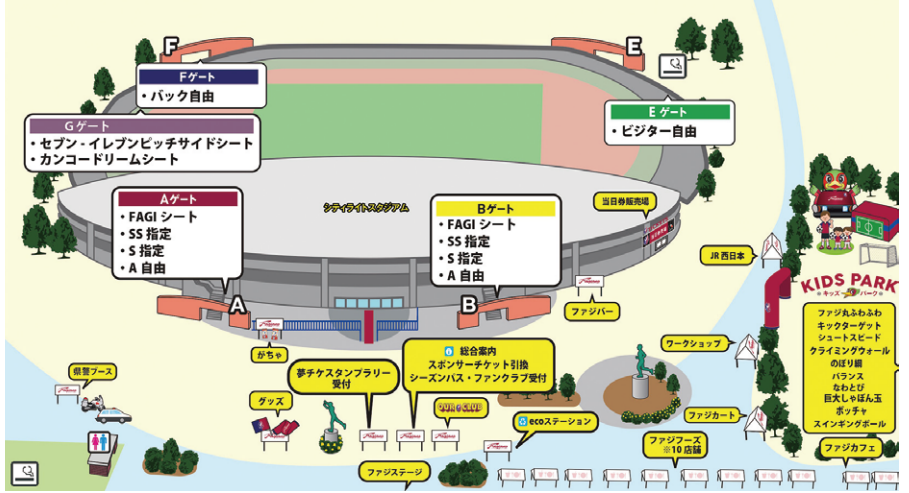 F
E
Fゲート
・バック自由
Gゲート
・セブン-イレブンピッチサイドシート
・カンコードリームシート
Eゲート
・ビジター自由
Aゲート
・FAGIシート
・SS指定
・S指定
・A自由
シティライトスタジアム
Bゲート
・FAGIシート
・SS指定
・S指定
・A自由
当日券販売場
JR西日本
KIDS PARK
キッズパーク
A
B
ファジバー
がちゃ
ファジ丸ふわふわ
キックターゲット
シュートスピード
クライミングウォール
のぼり綱
バランス
なわとび
巨大しゃぼん玉
ボッチャ
スインギングボール
ワークショップ
県警ブース
夢チケスタンプラリー
受付
総合案内
スポンサーチケット引換
シーズンパス・ファンクラブ受付
グッズ
OUR CLUB
ecoステーション
ファジカート
ファジフーズ
※10店舗
ファジカフェ
ファジステージ